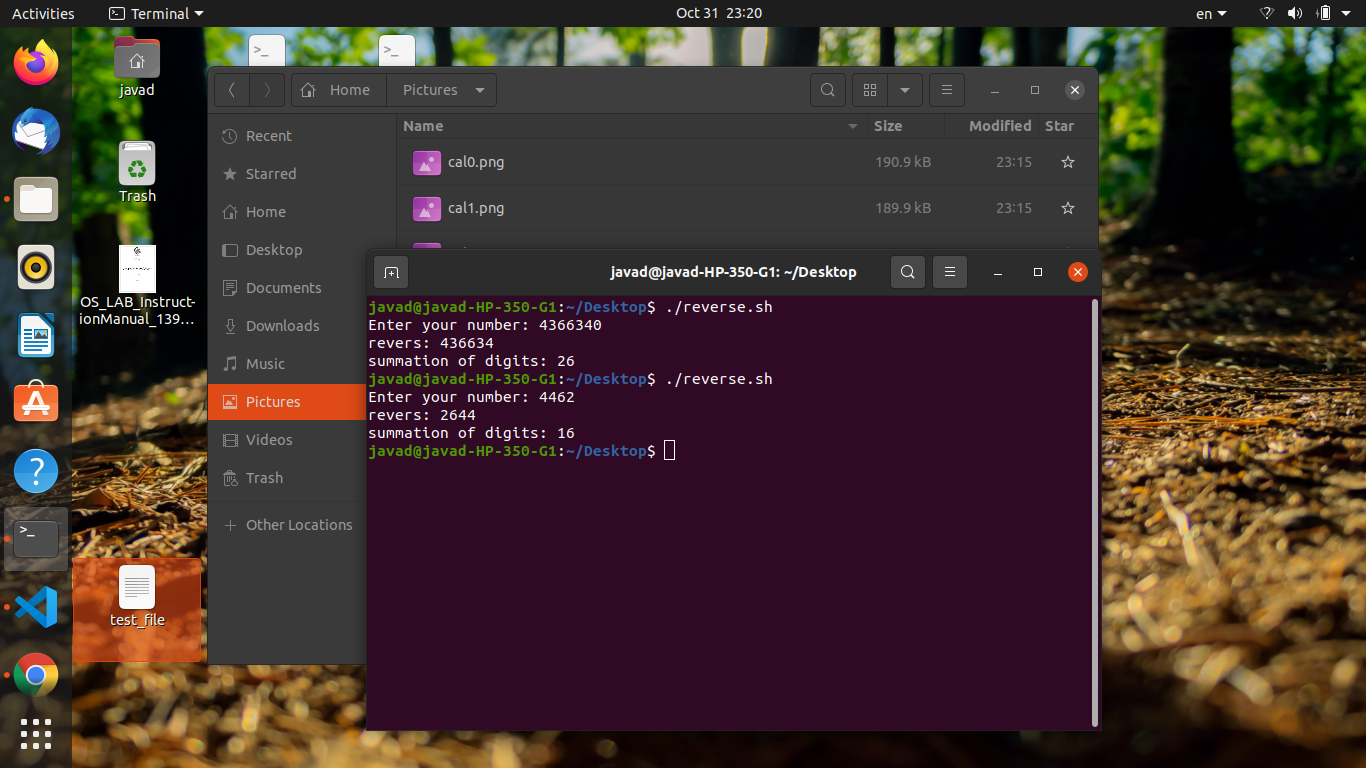 Activities
Terminal
Oct 31 23:20
en
javad
Trash
OS_LAB_Instruct-
ionManual_139...
test_file
Home
Pictures
Recent
Starred
Home
Desktop
Documents
Downloads
Music
Pictures
Videos
Trash
+ Other Locations
Name Size Modified Star
cal0.png 190.9 kB 23:15
cal1.png 189.9 kB 23:15
javad@javad-HP-350-G1: ~/Desktop
javad@javad-HP-350-G1:~/Desktop$ ./reverse.sh
Enter your number: 4366340
revers: 436634
summation of digits: 26
javad@javad-HP-350-G1:~/Desktop$ ./reverse.sh
Enter your number: 4462
revers: 2644
summation of digits: 16
javad@javad-HP-350-G1:~/Desktop$